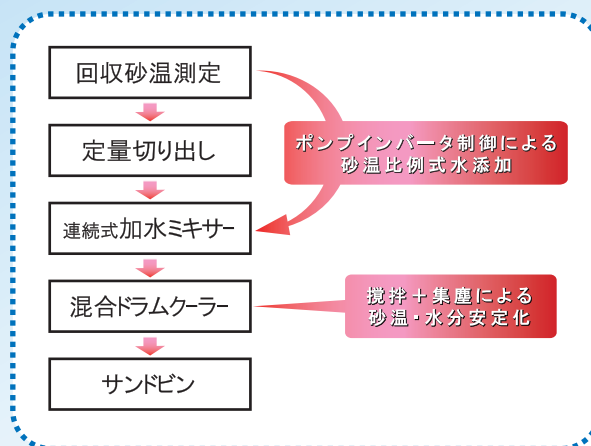 回収砂温測定
定量切り出し
連続式加水ミキサー
混合ドラムクーラー
サンドビン
ポンプインバータ制御による
砂温比例式水添加
撹拌＋集塵による
砂温・水分安定化